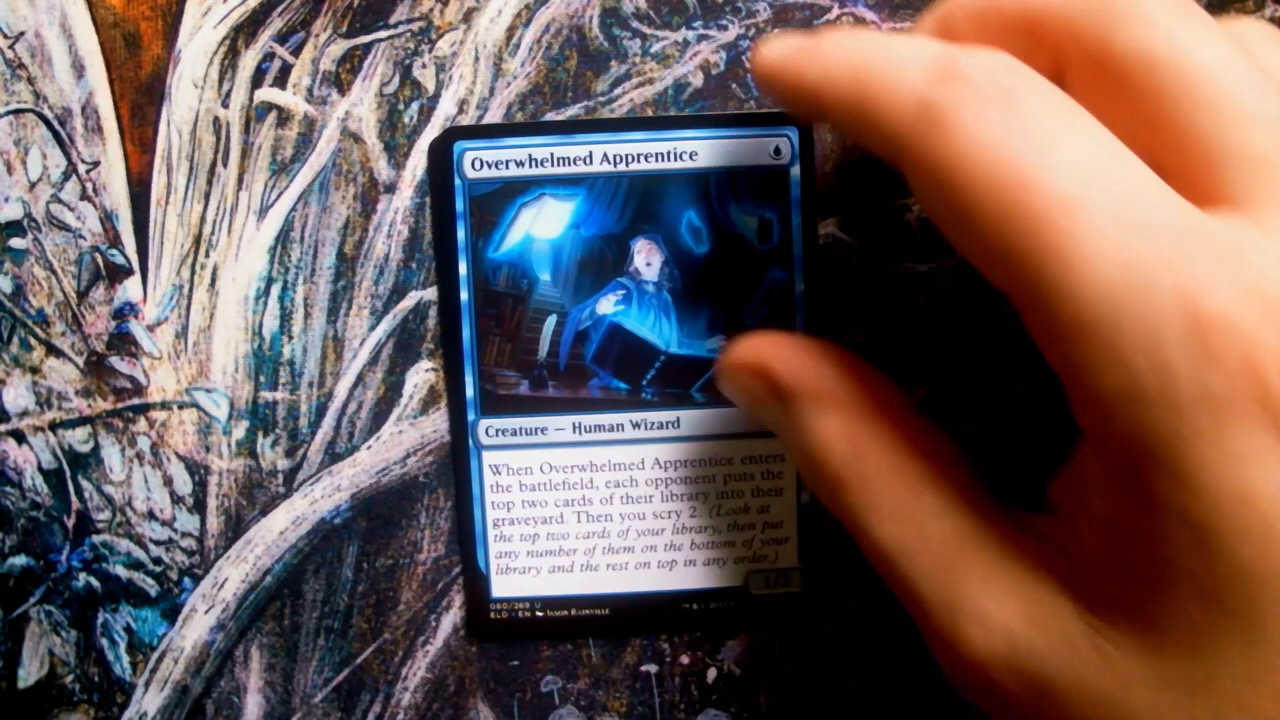 Overwhelmed Apprentice
Creature — Human Wizard
When Overwhelmed Apprentice enters
the battlefield, each opponent puts the
top two cards of their library into their
graveyard. Then you scry 2. (Look at
the top two cards of your library, then put
any number of them on the bottom of your
library and the rest on top in any order.)
1/2
060/269 U
ELD • EN Jason Rainville